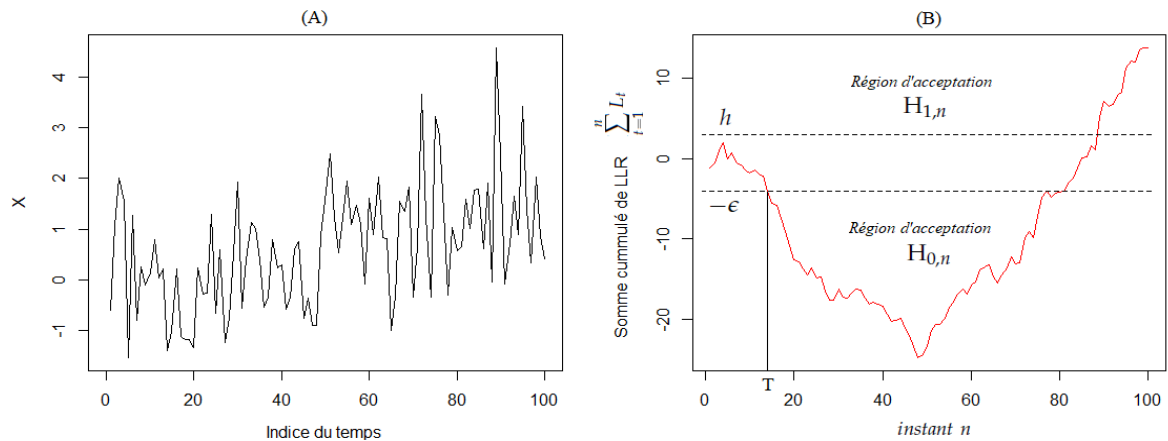 (A)
X
4
3
2
1
0
-1
0
20
40
60
80
100
Indice du temps
(B)
Somme cummulé de LLR
n
∑ Lt
t=1
10
0
-10
-20
Région d'acceptation
H1,n
h
−ϵ
Région d'acceptation
H0,n
0
T
20
40
60
80
100
instant n